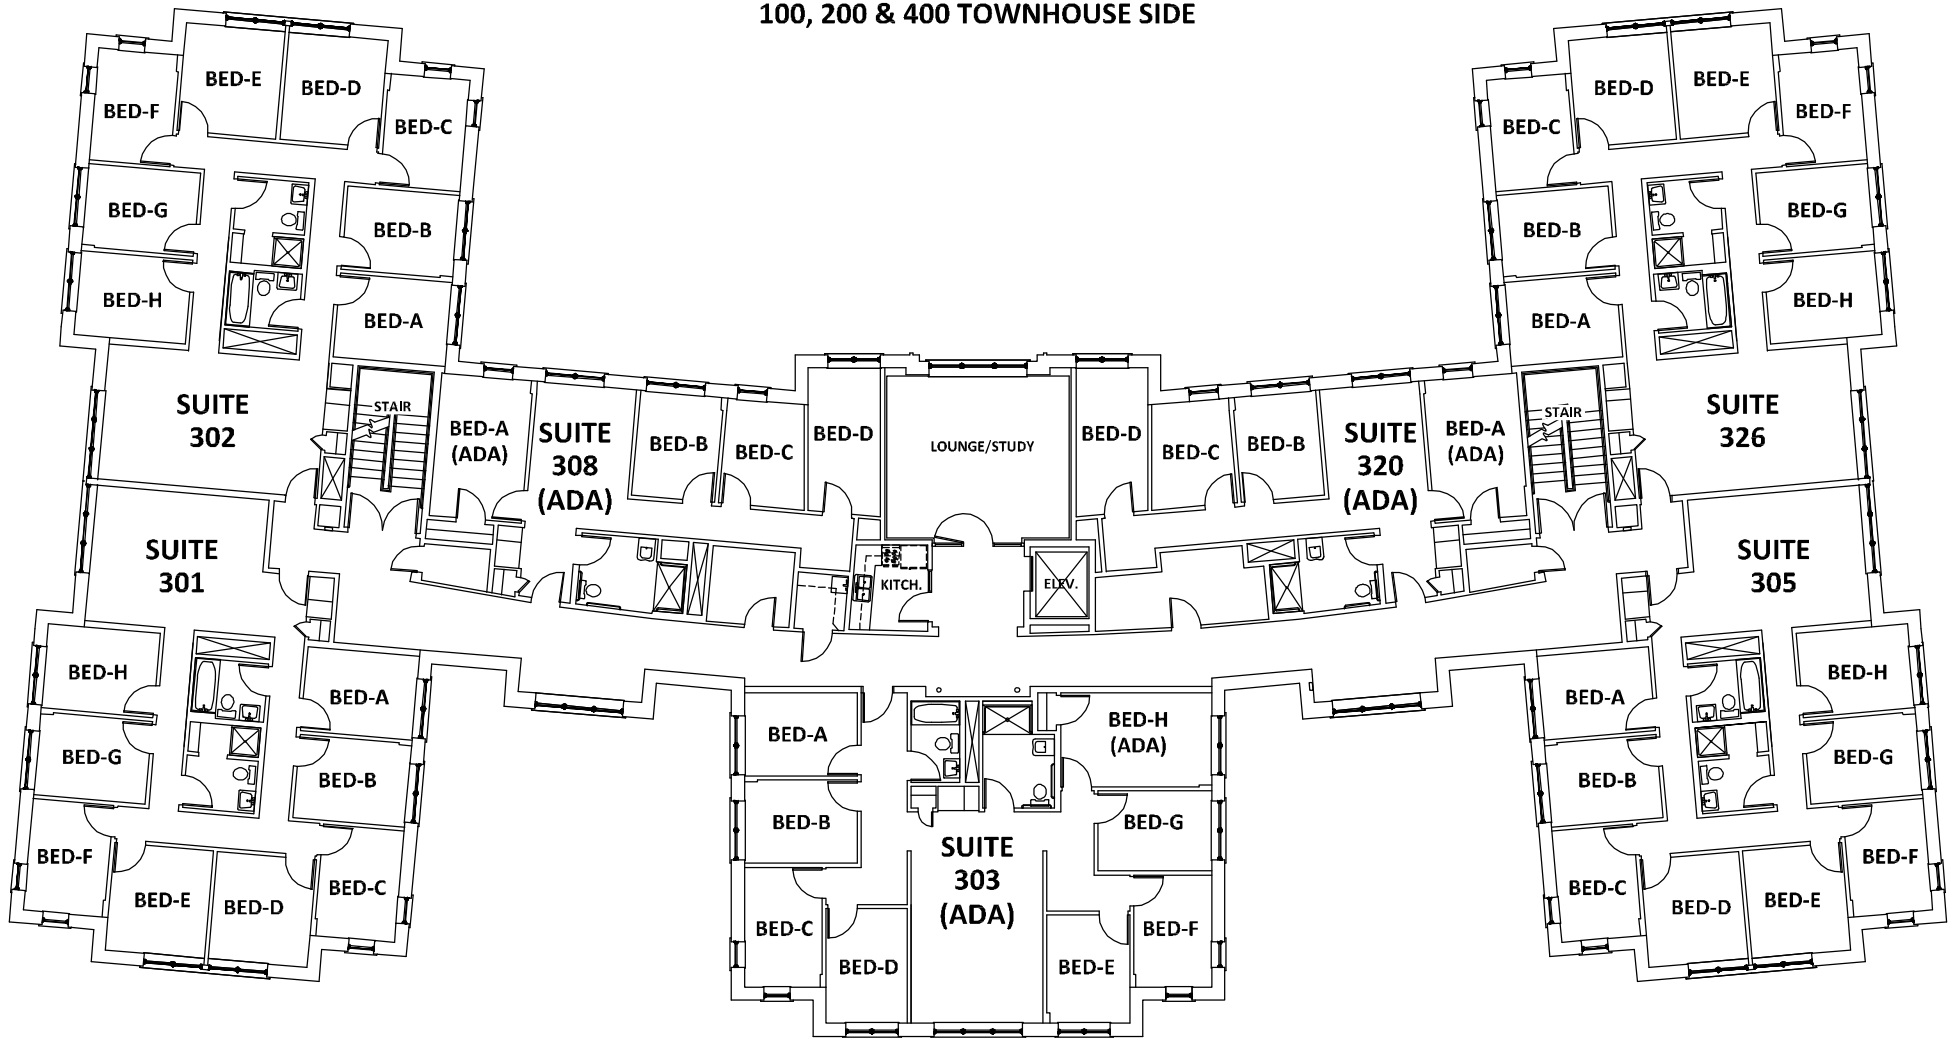 100, 200 & 400 TOWNHOUSE SIDE
BED-E
BED-D
BED-F
BED-C
BED-G
BED-B
BED-H
BED-A
SUITE
302
STAIR
BED-A
(ADA)
SUITE
308
(ADA)
BED-B
BED-C
BED-D
LOUNGE/STUDY
KITCH.
ELEV.
BED-D
BED-C
BED-B
SUITE
320
(ADA)
BED-A
(ADA)
STAIR
BED-D
BED-E
BED-C
BED-F
BED-B
BED-G
BED-A
BED-H
SUITE
326
SUITE
301
BED-H
BED-A
BED-G
BED-B
BED-F
BED-C
BED-E
BED-D
BED-A
BED-H
(ADA)
BED-B
BED-G
SUITE
303
(ADA)
BED-C
BED-F
BED-D
BED-E
SUITE
305
BED-A
BED-H
BED-B
BED-G
BED-C
BED-F
BED-D
BED-E